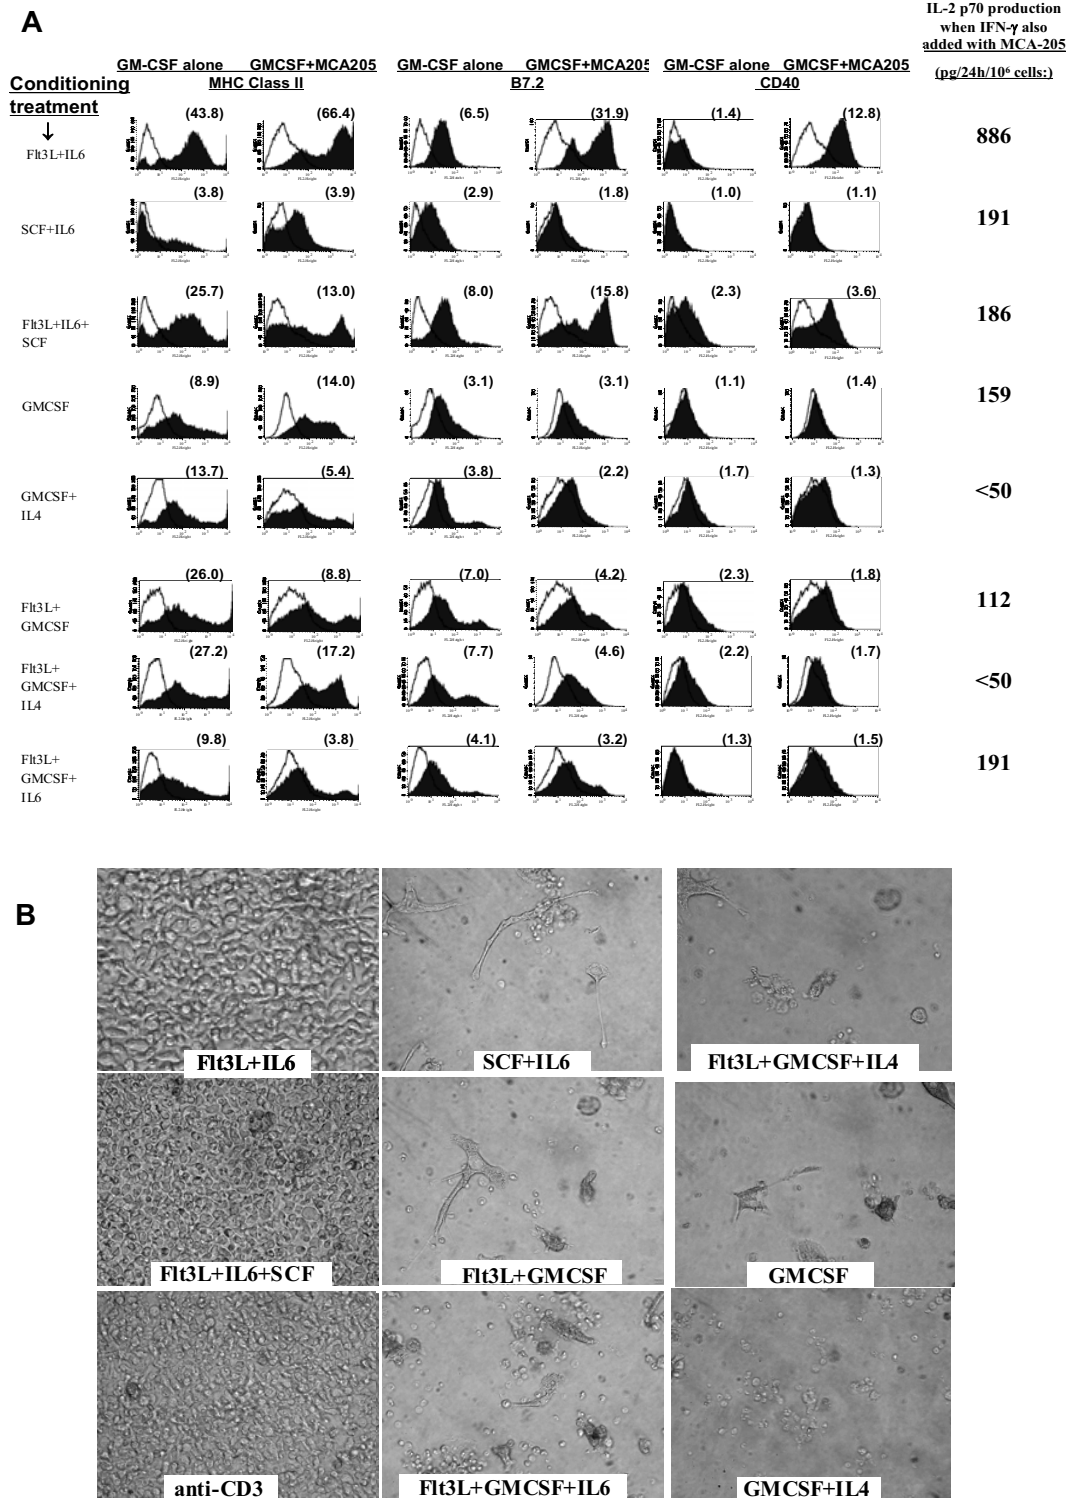 A
IL-2 p70 production
when IFN-γ also
added with MCA-205
(pg/24h/10⁶ cells:)
GM-CSF alone GMCSF+MCA205 GM-CSF alone GMCSF+MCA205 GM-CSF alone GMCSF+MCA205
MHC Class II B7.2 CD40
Conditioning
treatment
↓
Flt3L+IL6 (43.8) (66.4) (6.5) (31.9) (1.4) (12.8) 886
SCF+IL6 (3.8) (3.9) (2.9) (1.8) (1.0) (1.1) 191
Flt3L+IL6+
SCF (25.7) (13.0) (8.0) (15.8) (2.3) (3.6) 186
GMCSF (8.9) (14.0) (3.1) (3.1) (1.1) (1.4) 159
GMCSF+
IL4 (13.7) (5.4) (3.8) (2.2) (1.7) (1.3) <50
Flt3L+
GMCSF (26.0) (8.8) (7.0) (4.2) (2.3) (1.8) 112
Flt3L+
GMCSF+
IL4 (27.2) (17.2) (7.7) (4.6) (2.2) (1.7) <50
Flt3L+
GMCSF+
IL6 (9.8) (3.8) (4.1) (3.2) (1.3) (1.5) 191
B
Flt3L+IL6 SCF+IL6 Flt3L+GMCSF+IL4
Flt3L+IL6+SCF Flt3L+GMCSF GMCSF
anti-CD3 Flt3L+GMCSF+IL6 GMCSF+IL4